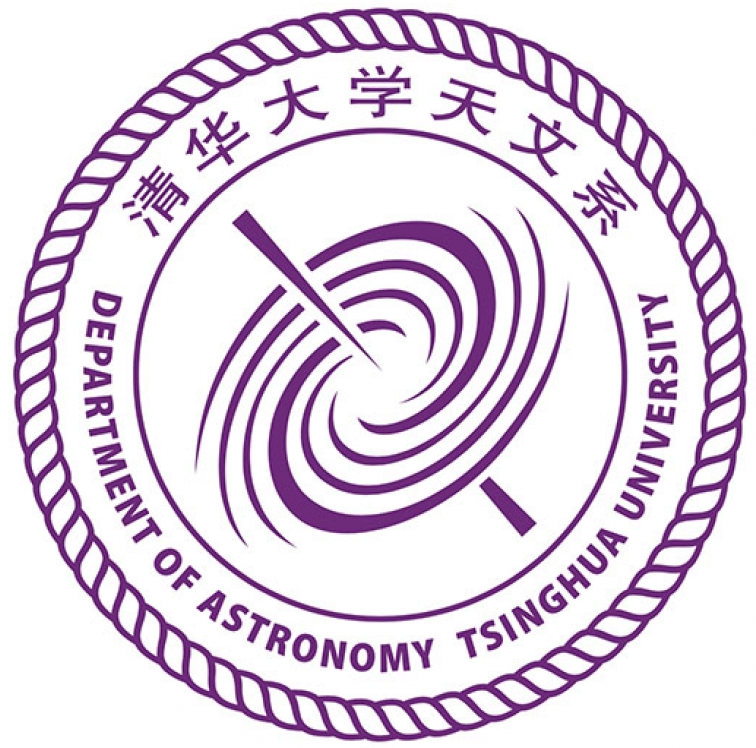 清华大学天文系
DEPARTMENT OF ASTRONOMY TSINGHUA UNIVERSITY